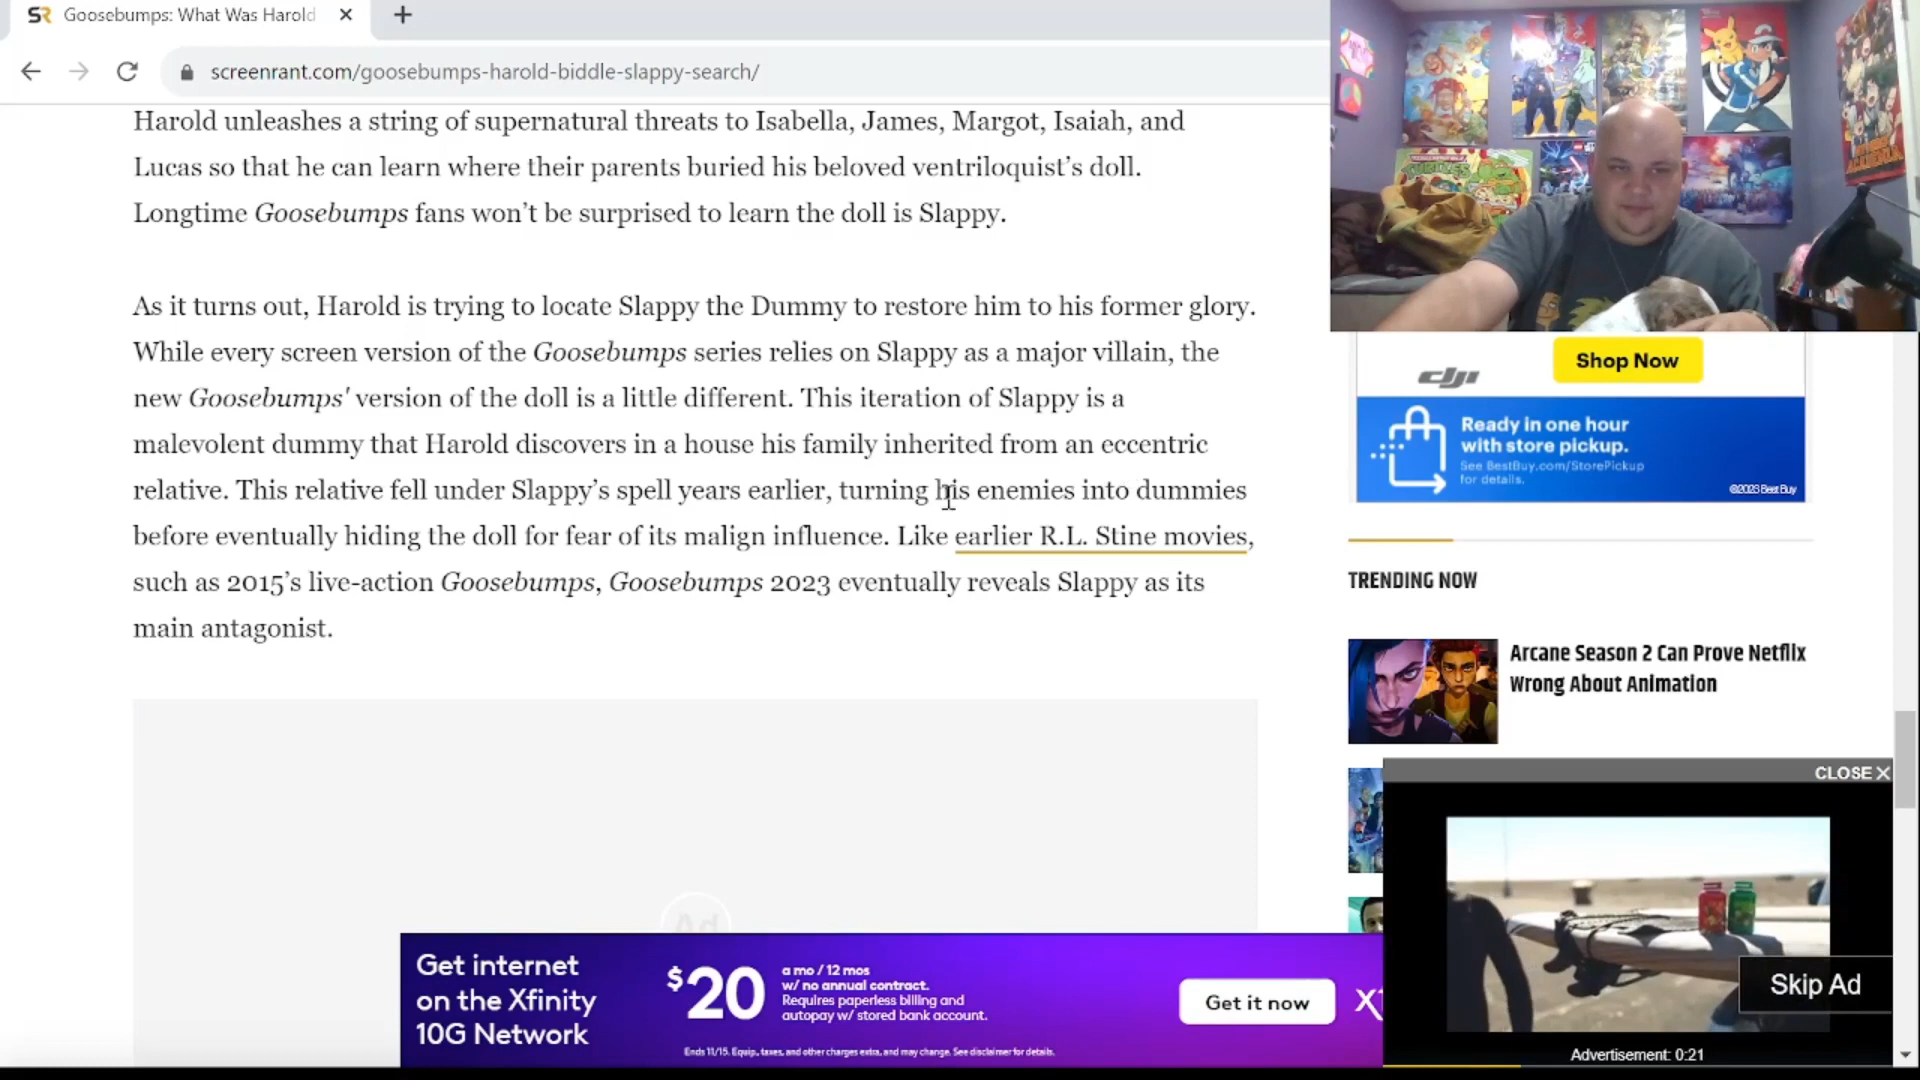 Goosebumps: What Was Harold
screenrant.com/goosebumps-harold-biddle-slappy-search/
Harold unleashes a string of supernatural threats to Isabella, James, Margot, Isaiah, and
Lucas so that he can learn where their parents buried his beloved ventriloquist’s doll.
Longtime Goosebumps fans won’t be surprised to learn the doll is Slappy.
As it turns out, Harold is trying to locate Slappy the Dummy to restore him to his former glory.
While every screen version of the Goosebumps series relies on Slappy as a major villain, the
new Goosebumps' version of the doll is a little different. This iteration of Slappy is a
malevolent dummy that Harold discovers in a house his family inherited from an eccentric
relative. This relative fell under Slappy’s spell years earlier, turning his enemies into dummies
before eventually hiding the doll for fear of its malign influence. Like earlier R.L. Stine movies,
such as 2015’s live-action Goosebumps, Goosebumps 2023 eventually reveals Slappy as its
main antagonist.
Ad
dji
Shop Now
Ready in one hour
with store pickup.
See BestBuy.com/StorePickup
for details.
©2023 Best Buy
TRENDING NOW
Arcane Season 2 Can Prove Netflix
Wrong About Animation
CLOSE X
Skip Ad
Advertisement: 0:21
Get internet
on the Xfinity
10G Network
$20
a mo / 12 mos
w/ no annual contract.
Requires paperless billing and
autopay w/ stored bank account.
Get it now
Ends 11/15. Equip., taxes, and other charges extra, and may change. See disclaimer for details.